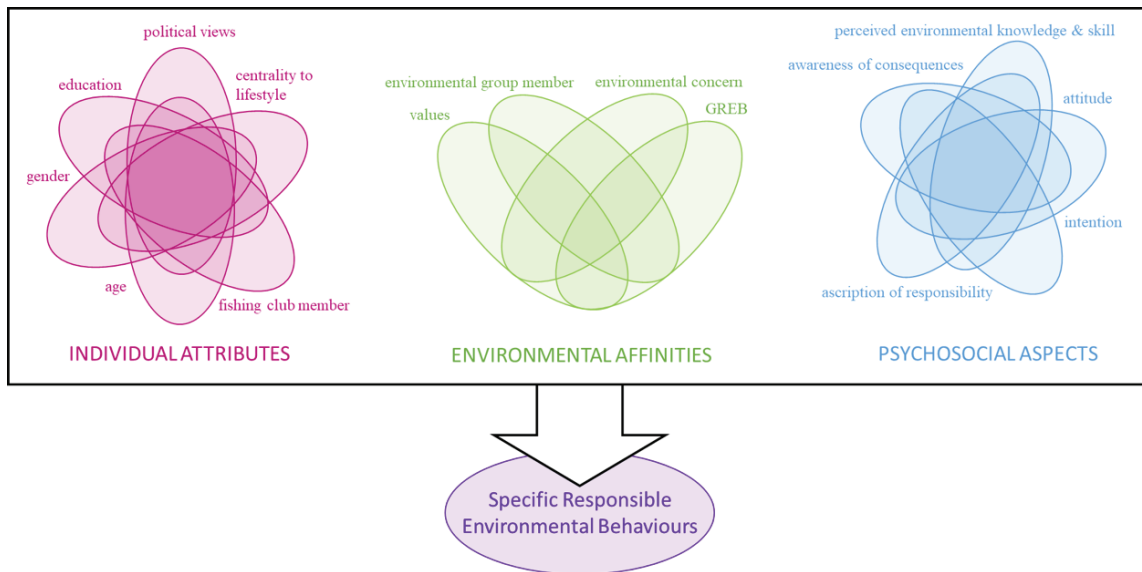 political views
education
centrality to
lifestyle
gender
age
fishing club member
INDIVIDUAL ATTRIBUTES
environmental group member
environmental concern
values
GREB
ENVIRONMENTAL AFFINITIES
perceived environmental knowledge & skill
awareness of consequences
attitude
intention
ascription of responsibility
PSYCHOSOCIAL ASPECTS
Specific Responsible
Environmental Behaviours